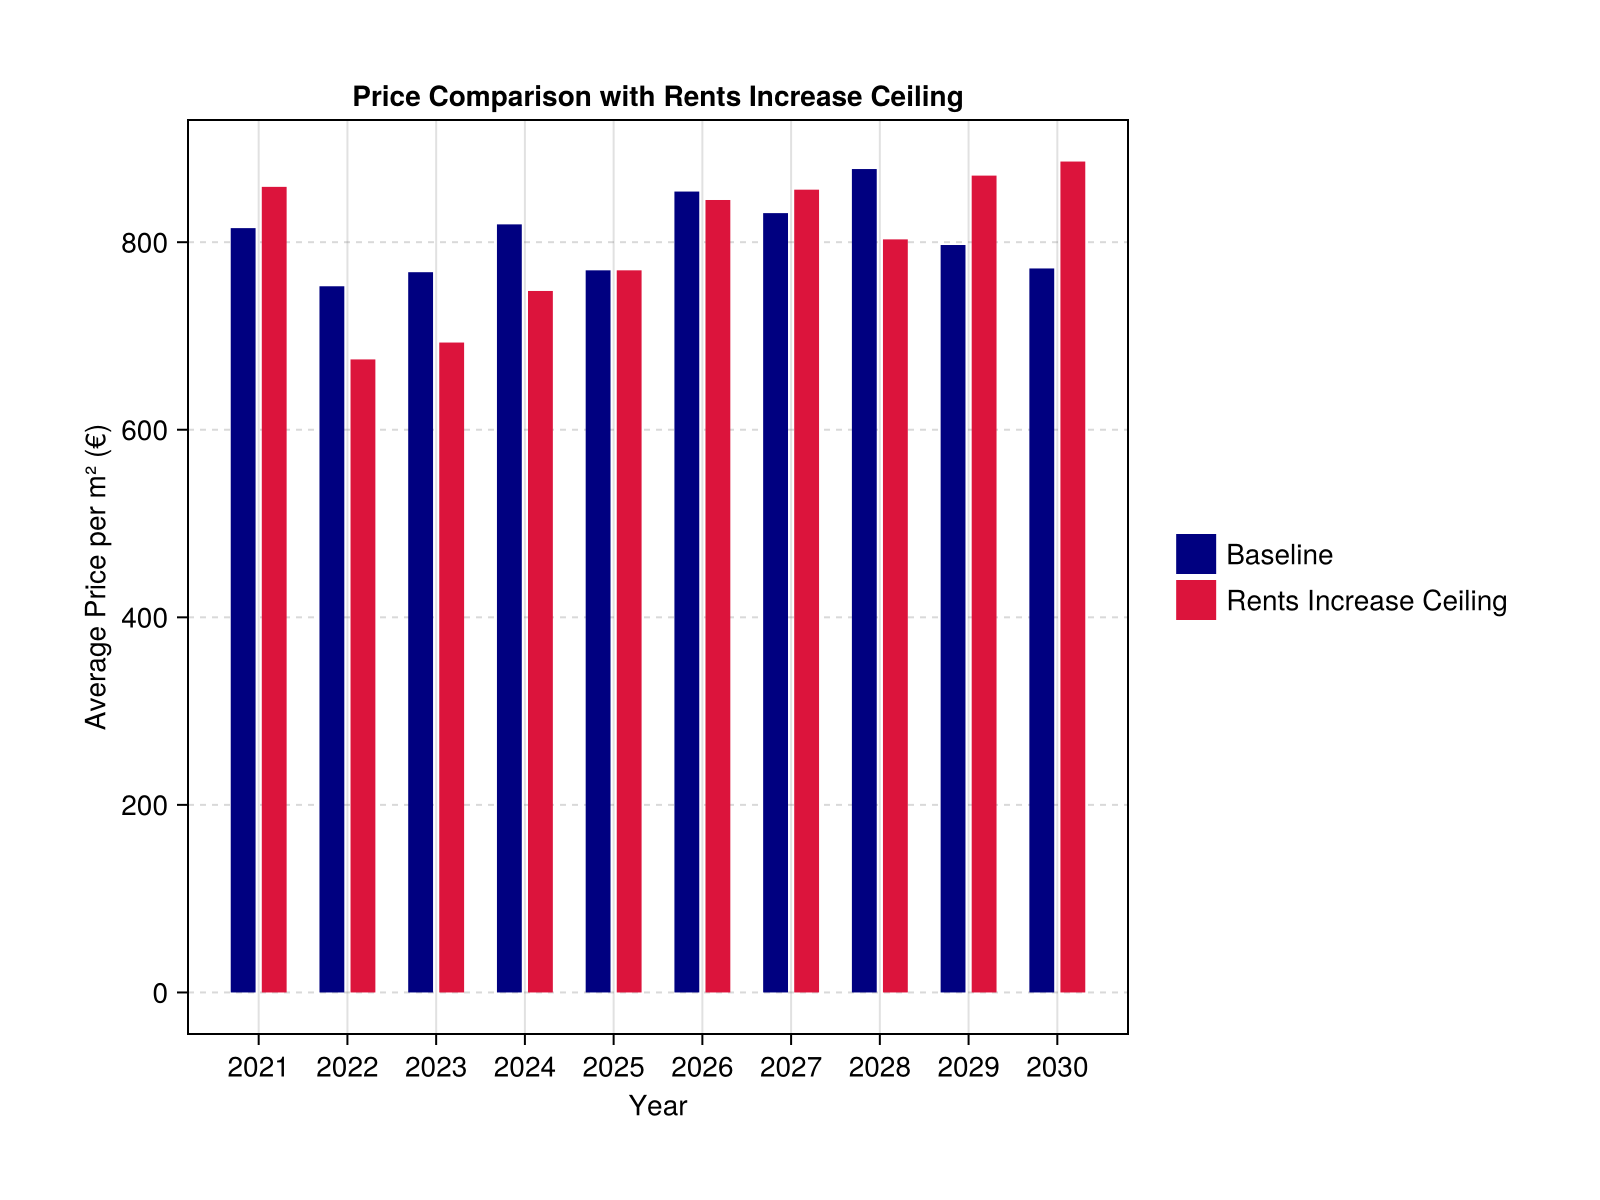 Price Comparison with Rents Increase Ceiling
Average Price per m² (€)
800
600
400
200
0
2021 2022 2023 2024 2025 2026 2027 2028 2029 2030
Year
Baseline
Rents Increase Ceiling